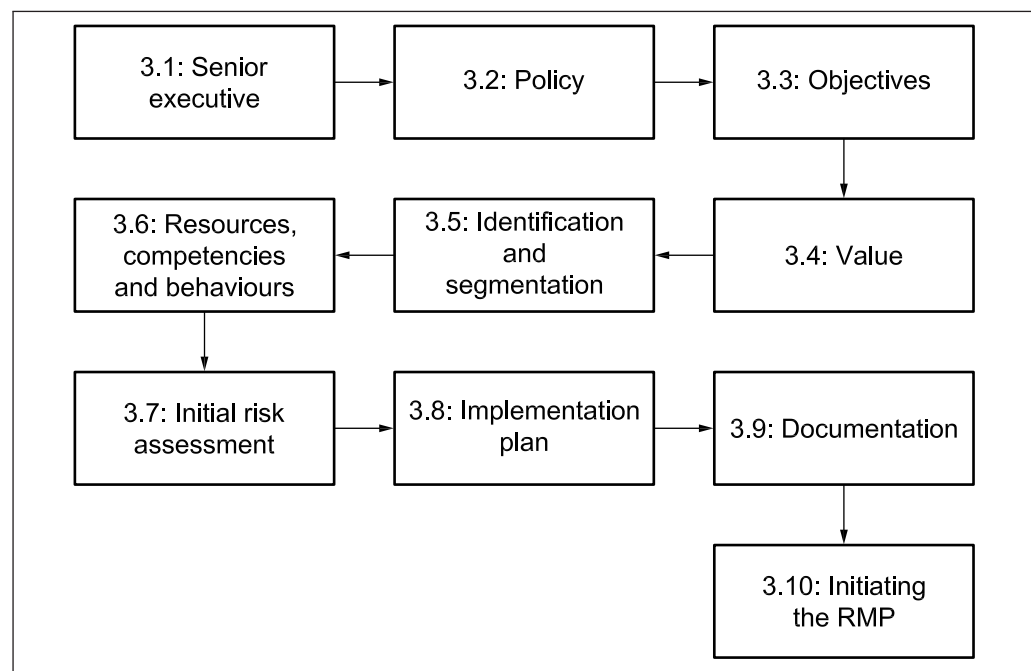 3.1: Senior
executive
3.2: Policy
3.3: Objectives
3.6: Resources,
competencies
and behaviours
3.5: Identification
and
segmentation
3.4: Value
3.7: Initial risk
assessment
3.8: Implementation
plan
3.9: Documentation
3.10: Initiating
the RMP